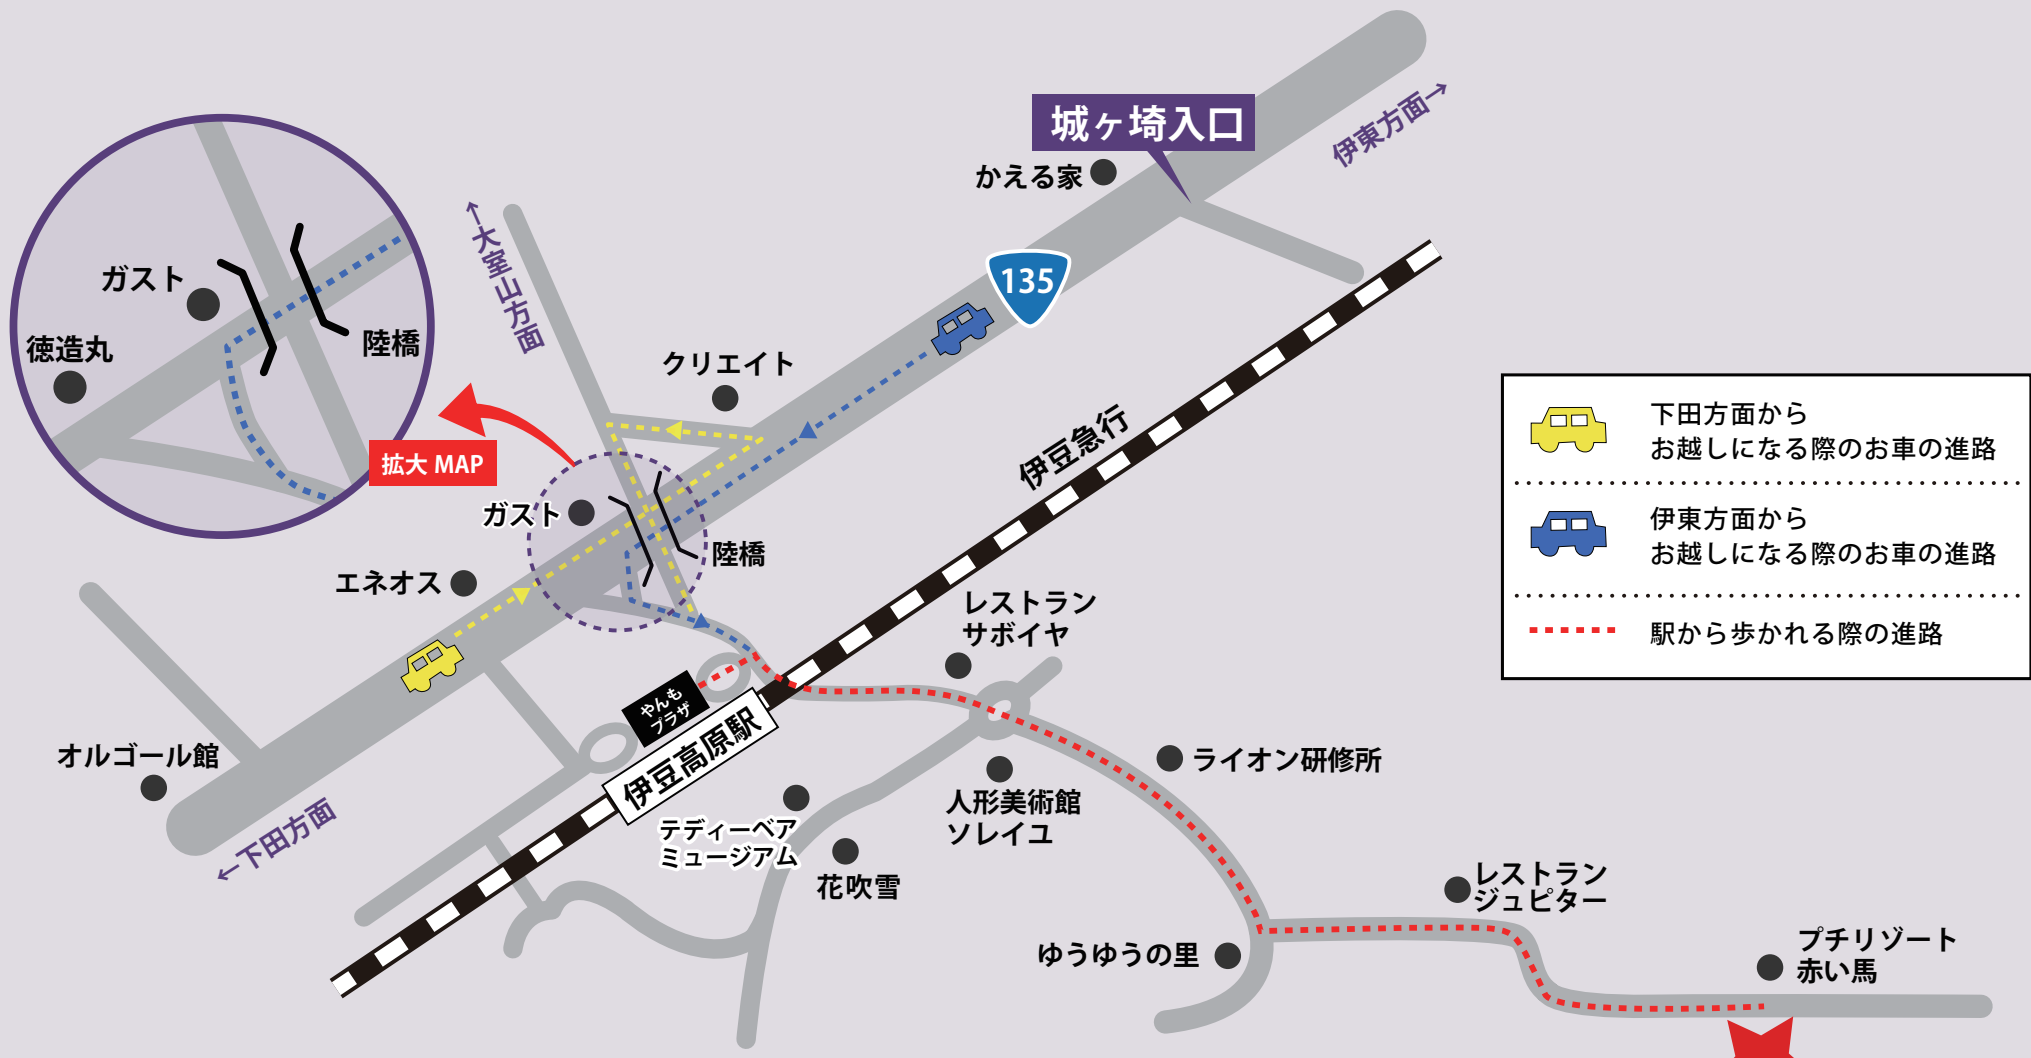 城ヶ埼入口
かえる家
伊東方面→
135
←大室山方面
クリエイト
ガスト
徳造丸
陸橋
拡大 MAP
ガスト
陸橋
エネオス
伊豆急行
下田方面から
お越しになる際のお車の進路
伊東方面から
お越しになる際のお車の進路
駅から歩かれる際の進路
レストラン
サボイヤ
やんも
プラザ
伊豆高原駅
オルゴール館
←下田方面
テディーベア
ミュージアム
花吹雪
人形美術館
ソレイユ
ライオン研修所
レストラン
ジュピター
ゆうゆうの里
プチリゾート
赤い馬